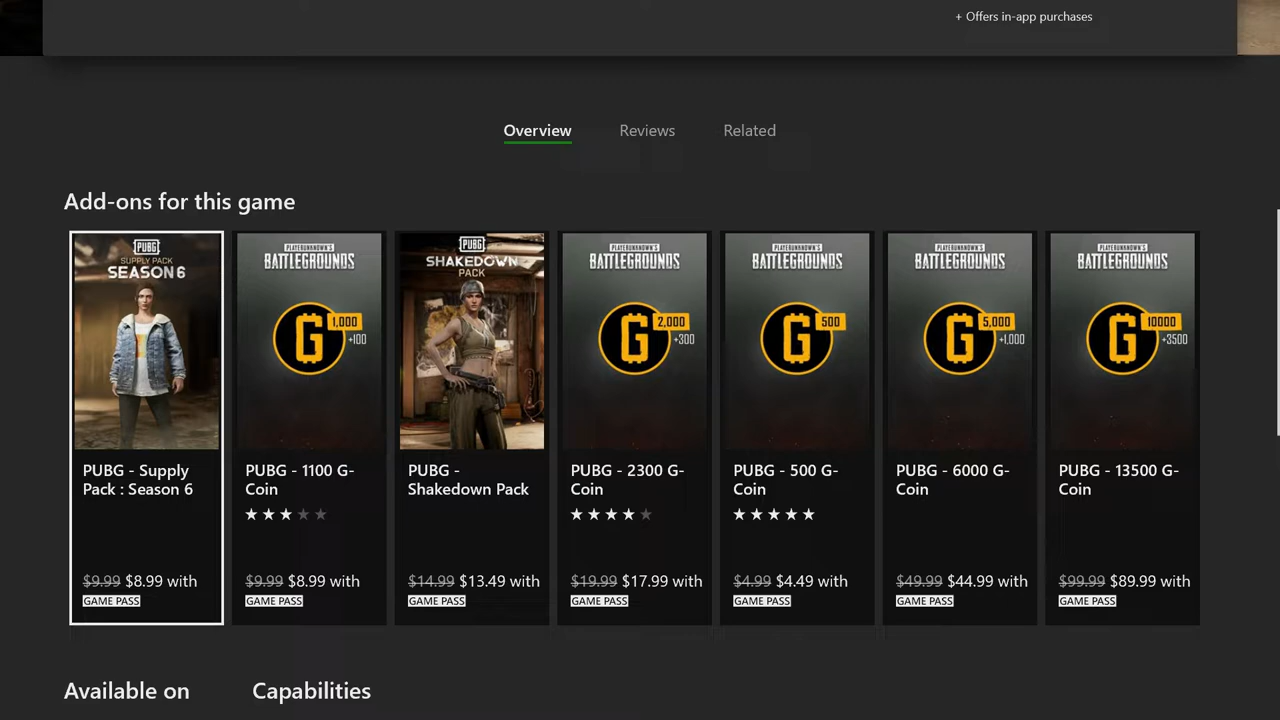 + Offers in-app purchases
Overview
Reviews
Related
Add-ons for this game
PUBG
SUPPLY PACK
SEASON 6
PUBG - Supply
Pack : Season 6
$9.99 $8.99 with
GAME PASS
PLAYERUNKNOWN'S
BATTLEGROUNDS
G
1,000
+100
PUBG - 1100 G-
Coin
$9.99 $8.99 with
GAME PASS
PUBG
SHAKEDOWN
PACK
PUBG -
Shakedown Pack
$14.99 $13.49 with
GAME PASS
PLAYERUNKNOWN'S
BATTLEGROUNDS
G
2,000
+300
PUBG - 2300 G-
Coin
$19.99 $17.99 with
GAME PASS
PLAYERUNKNOWN'S
BATTLEGROUNDS
G
500
PUBG - 500 G-
Coin
$4.99 $4.49 with
GAME PASS
PLAYERUNKNOWN'S
BATTLEGROUNDS
G
5,000
+1,000
PUBG - 6000 G-
Coin
$49.99 $44.99 with
GAME PASS
PLAYERUNKNOWN'S
BATTLEGROUNDS
G
10000
+3500
PUBG - 13500 G-
Coin
$99.99 $89.99 with
GAME PASS
Available on
Capabilities